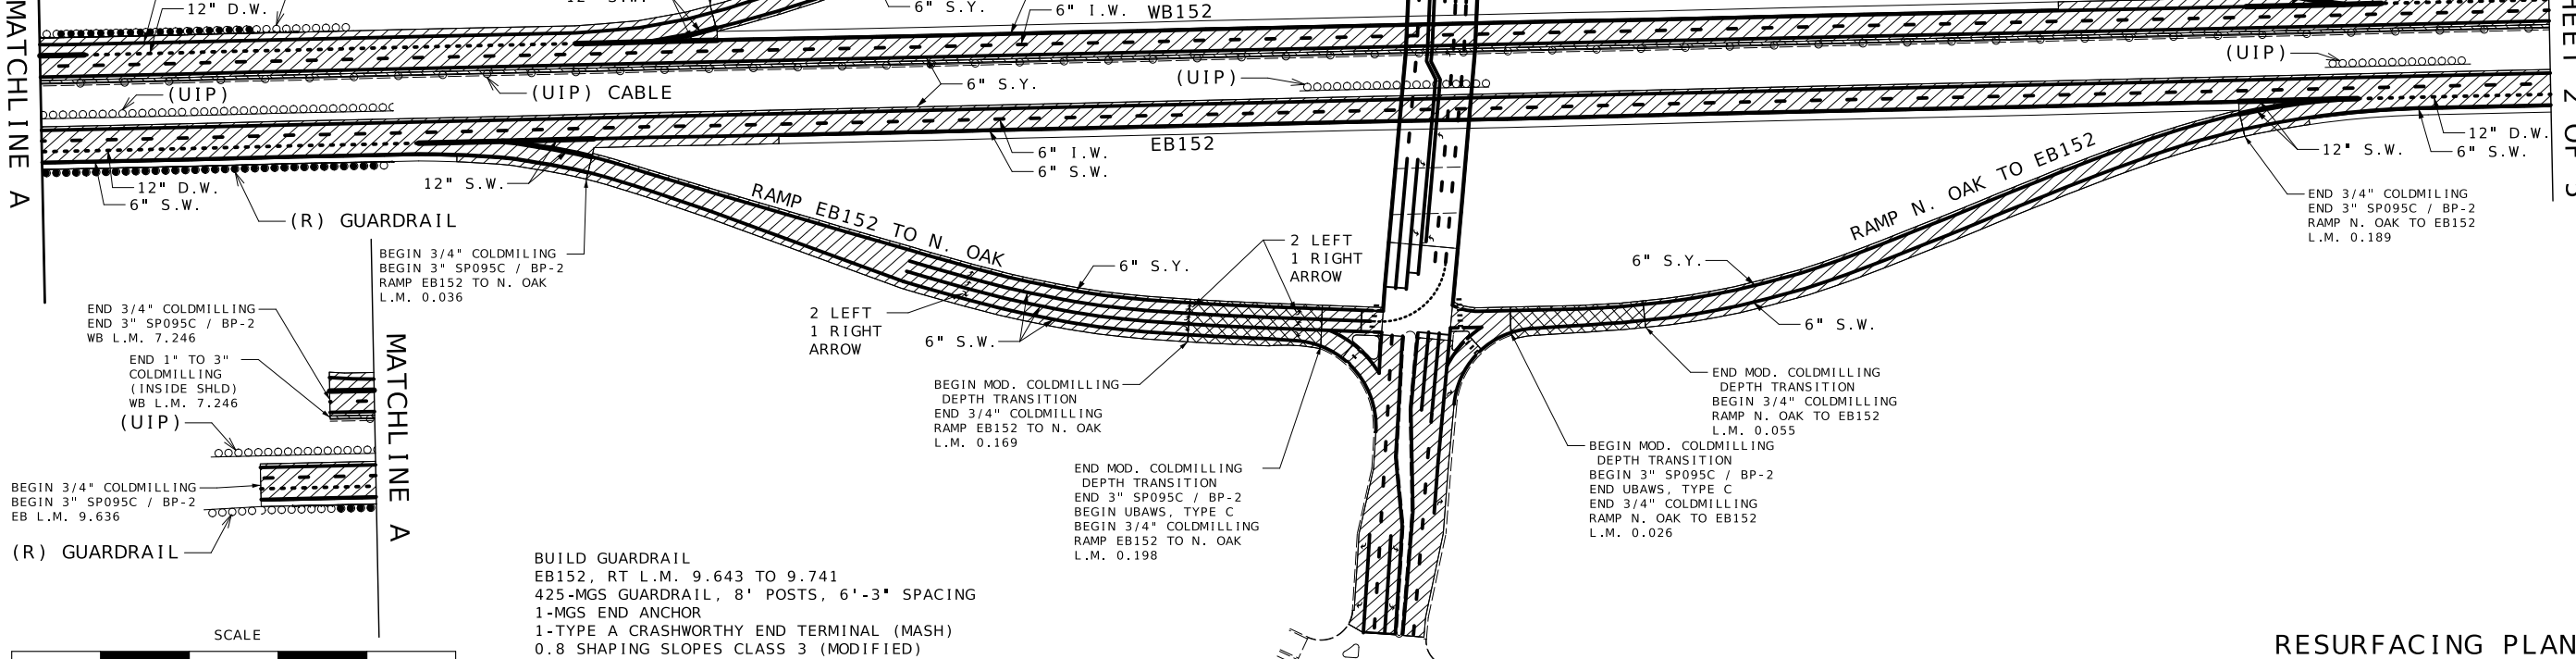 MATCHLINE A
12" D.W.
6" S.Y.
6" I.W.
WB152
(UIP)
(UIP) CABLE
6" S.Y.
(UIP)
(UIP)
2 OF 5
12" D.W.
6" S.W.
(R) GUARDRAIL
12" S.W.
6" I.W.
6" S.W.
EB152
12" D.W.
6" S.W.
12" S.W.
RAMP EB152 TO N. OAK
RAMP N. OAK TO EB152
END 3/4" COLDMILING
END 3" SP095C / BP-2
RAMP N. OAK TO EB152
L.M. 0.189
BEGIN 3/4" COLDMILING
BEGIN 3" SP095C / BP-2
RAMP EB152 TO N. OAK
L.M. 0.036
2 LEFT
1 RIGHT
ARROW
6" S.Y.
6" S.Y.
6" S.W.
2 LEFT
1 RIGHT
ARROW
6" S.W.
END 3/4" COLDMILLING
END 3" SP095C / BP-2
WB L.M. 7.246
END 1" TO 3"
COLDMILLING
(INSIDE SHLD)
WB L.M. 7.246
(UIP)
MATCHLINE A
BEGIN 3/4" COLDMILLING
BEGIN 3" SP095C / BP-2
EB L.M. 9.636
(R) GUARDRAIL
BEGIN MOD. COLDMILLING
DEPTH TRANSITION
END 3/4" COLDMILLING
RAMP EB152 TO N. OAK
L.M. 0.169
END MOD. COLDMILLING
DEPTH TRANSITION
END 3" SP095C / BP-2
BEGIN UBAWS, TYPE C
BEGIN 3/4" COLDMILLING
RAMP EB152 TO N. OAK
L.M. 0.198
END MOD. COLDMILLING
DEPTH TRANSITION
BEGIN 3/4" COLDMILLING
RAMP N. OAK TO EB152
L.M. 0.055
BEGIN MOD. COLDMILLING
DEPTH TRANSITION
BEGIN 3" SP095C / BP-2
END UBAWS, TYPE C
END 3/4" COLDMILLING
RAMP N. OAK TO EB152
L.M. 0.026
BUILD GUARDRAIL
EB152, RT L.M. 9.643 TO 9.741
425-MGS GUARDRAIL, 8' POSTS, 6'-3" SPACING
1-MGS END ANCHOR
1-TYPE A CRASHWORTHY END TERMINAL (MASH)
0.8 SHAPING SLOPES CLASS 3 (MODIFIED)
SCALE
RESURFACING PLAN